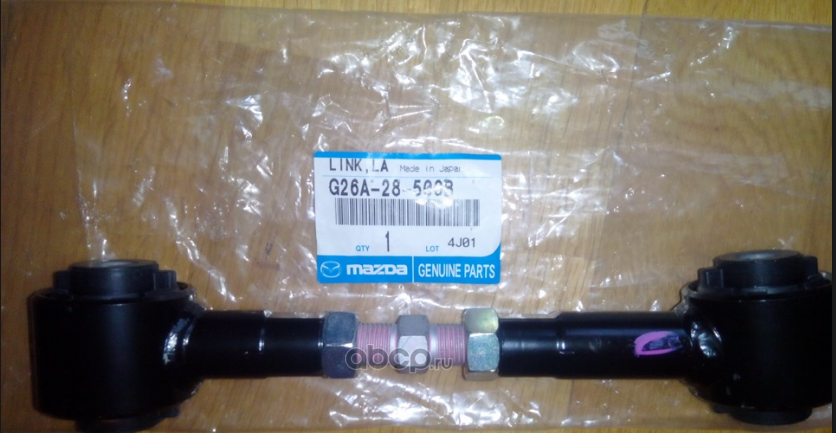 LINK,LA Made in Japan
G26A-28-500B
QTY 1 LOT 4J01
mazda GENUINE PARTS
abcp.ru